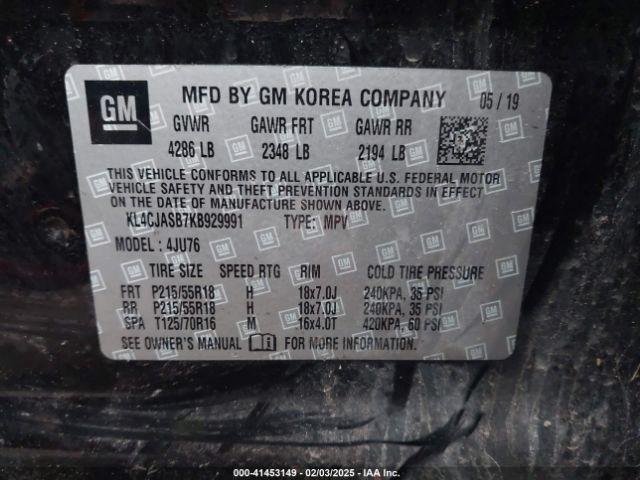 GM MFD BY GM KOREA COMPANY 05 / 19
GVWR GAWR FRT GAWR RR
4286 LB 2348 LB 2194 LB
THIS VEHICLE CONFORMS TO ALL APPLICABLE U.S. FEDERAL MOTOR
VEHICLE SAFETY AND THEFT PREVENTION STANDARDS IN EFFECT
ON THE DATE OF MANUFACTURE SHOWN ABOVE.
KL4CJASB7KB929991 TYPE: MPV
MODEL : 4JU76
TIRE SIZE SPEED RTG RIM COLD TIRE PRESSURE
FRT P215/55R18 H 18x7.0J 240KPA, 35 PSI
RR P215/55R18 H 18x7.0J 240KPA, 35 PSI
SPA T125/70R16 M 16x4.0T 420KPA, 60 PSI
SEE OWNER'S MANUAL FOR MORE INFORMATION.
000-41453149 - 02/03/2025 - IAA Inc.